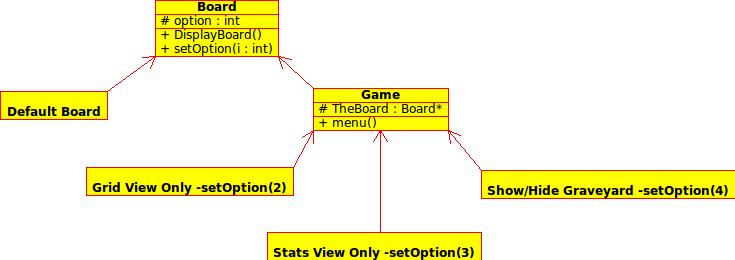 Board
# option : int
+ DisplayBoard()
+ setOption(i : int)
Default Board
Game
# TheBoard : Board*
+ menu()
Grid View Only -setOption(2)
Show/Hide Graveyard -setOption(4)
Stats View Only -setOption(3)